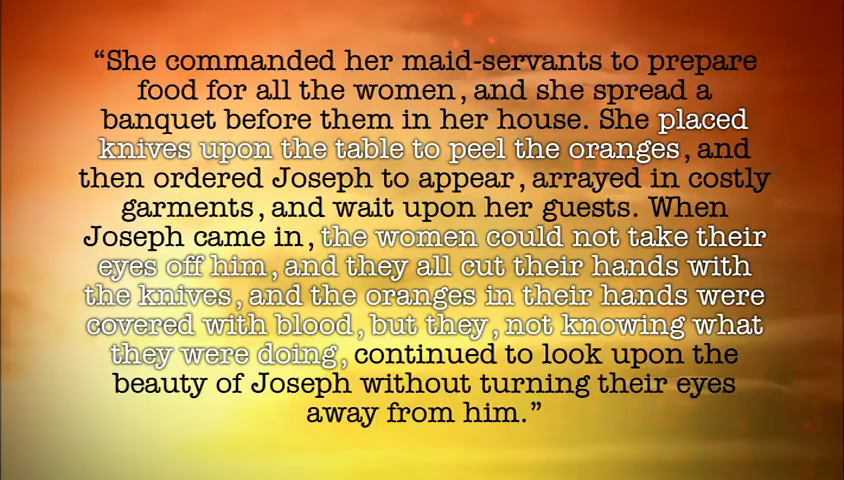 “She commanded her maid-servants to prepare
food for all the women, and she spread a
banquet before them in her house. She placed
knives upon the table to peel the oranges, and
then ordered Joseph to appear, arrayed in costly
garments, and wait upon her guests. When
Joseph came in, the women could not take their
eyes off him, and they all cut their hands with
the knives, and the oranges in their hands were
covered with blood, but they, not knowing what
they were doing, continued to look upon the
beauty of Joseph without turning their eyes
away from him.”